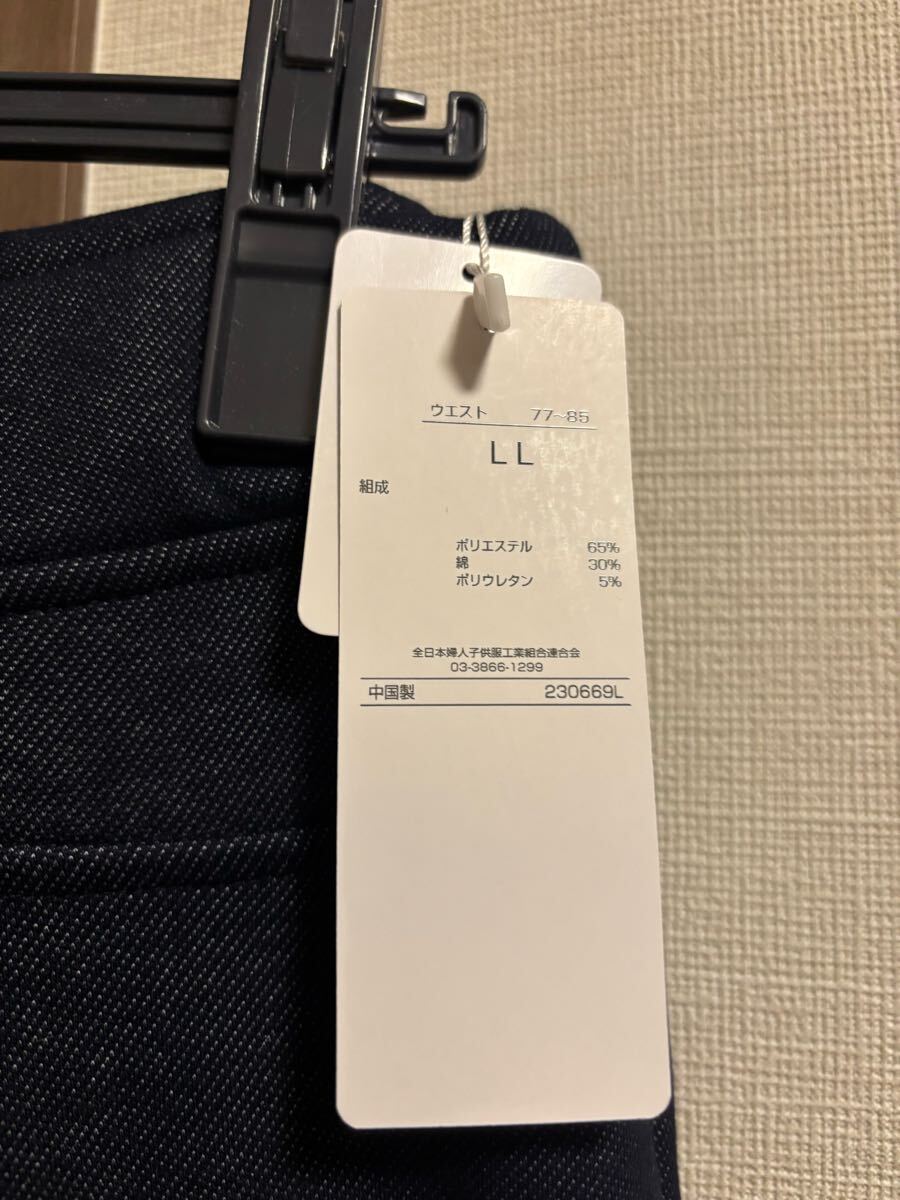 ウエスト 77~85
LL
組成
ポリエステル 65%
綿 30%
ポリウレタン 5%
全日本婦人子供服工業組合連合会
03-3866-1299
中国製 230669L